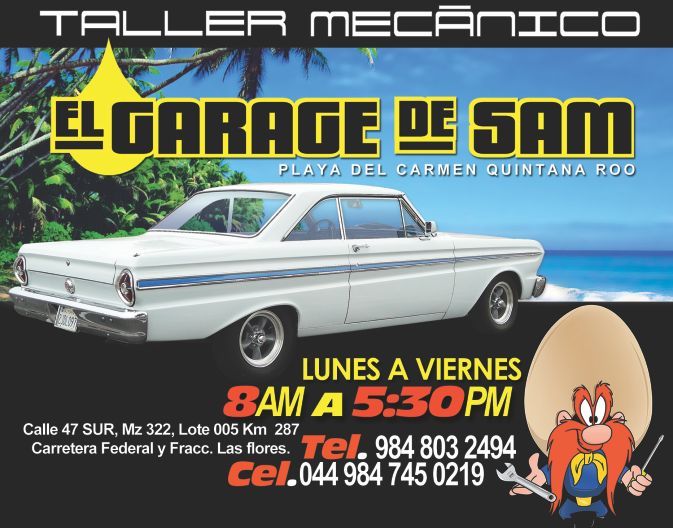 TALLER MECÁNICO
EL GARAGE DE SAM
PLAYA DEL CARMEN QUINTANA ROO
LUNES A VIERNES
8AM A 5:30PM
Calle 47 SUR, Mz 322, Lote 005 Km 287
Carretera Federal y Fracc. Las flores.
Tel. 984 803 2494
Cel. 044 984 745 0219